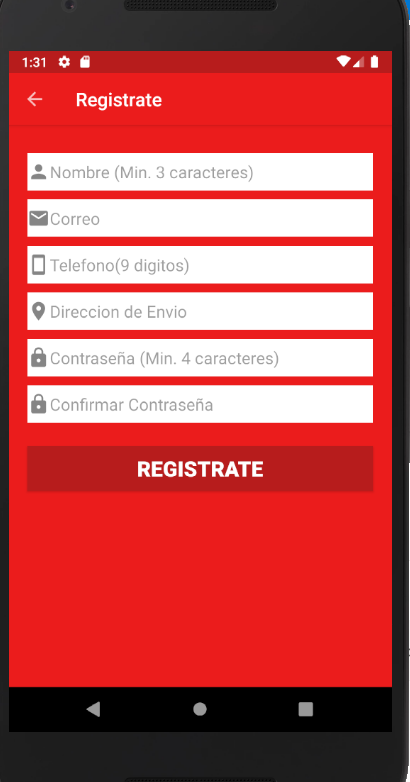 1:31
Registrate
Nombre (Min. 3 caracteres)
Correo
Telefono(9 digitos)
Direccion de Envio
Contraseña (Min. 4 caracteres)
Confirmar Contraseña
REGISTRATE